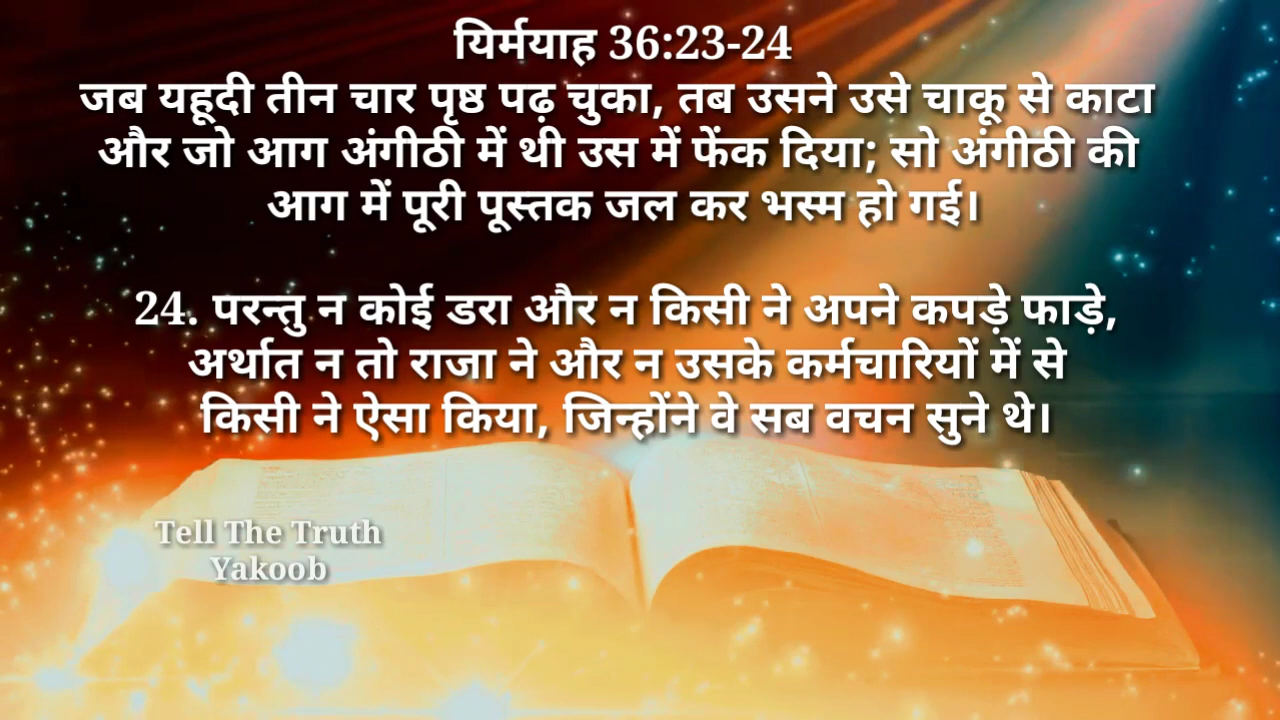 यिर्मयाह 36:23-24
जब यहूदी तीन चार पृष्ठ पढ़ चुका, तब उसने उसे चाकू से काटा
और जो आग अंगीठी में थी उस में फेंक दिया; सो अंगीठी की
आग में पूरी पूस्तक जल कर भस्म हो गई।
24. परन्तु न कोई डरा और न किसी ने अपने कपड़े फाड़े,
अर्थात न तो राजा ने और न उसके कर्मचारियों में से
किसी ने ऐसा किया, जिन्होंने वे सब वचन सुने थे।
Tell The Truth
Yakoob